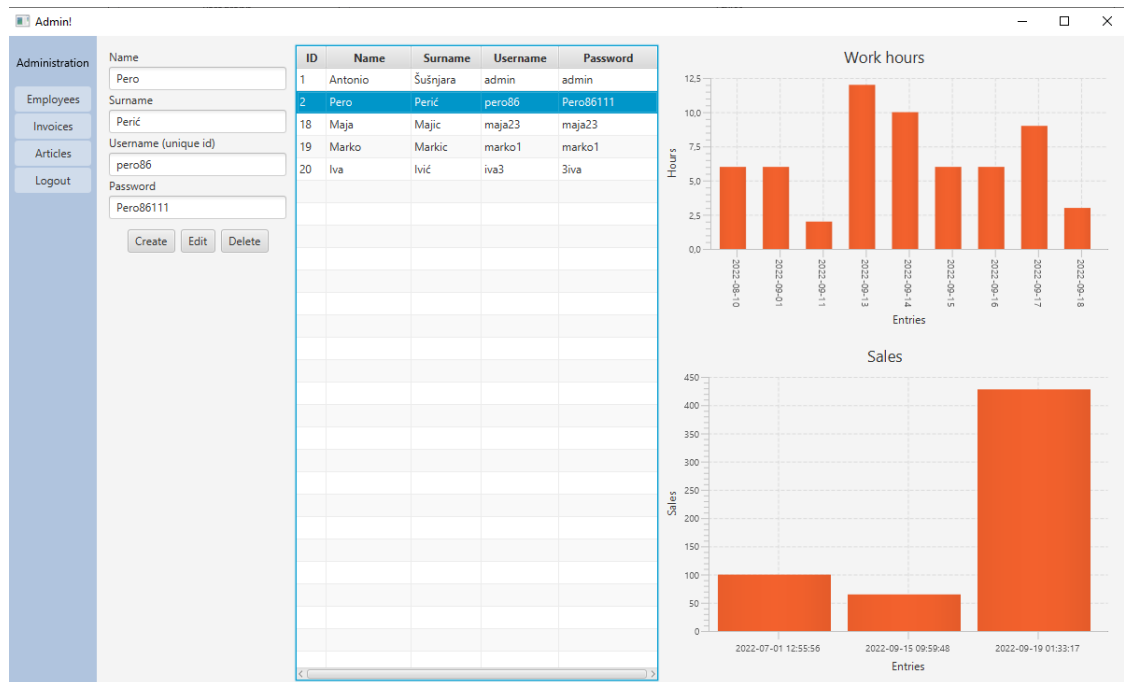 Admin!
Administration
Employees
Invoices
Articles
Logout
Name
Pero
Surname
Perić
Username (unique id)
pero86
Password
Pero86111
Create Edit Delete
ID Name Surname Username Password
1 Antonio Šušnjara admin admin
2 Pero Perić pero86 Pero86111
18 Maja Majic maja23 maja23
19 Marko Markic marko1 marko1
20 Iva Ivić iva3 3iva
Work hours
12,5
10,0
7,5
5,0
2,5
0,0
Hours
2022-08-10
2022-09-01
2022-09-11
2022-09-13
2022-09-14
2022-09-15
2022-09-16
2022-09-17
2022-09-18
Entries
Sales
450
400
350
300
250
200
150
100
50
0
Sales
2022-07-01 12:55:56
2022-09-15 09:59:48
2022-09-19 01:33:17
Entries